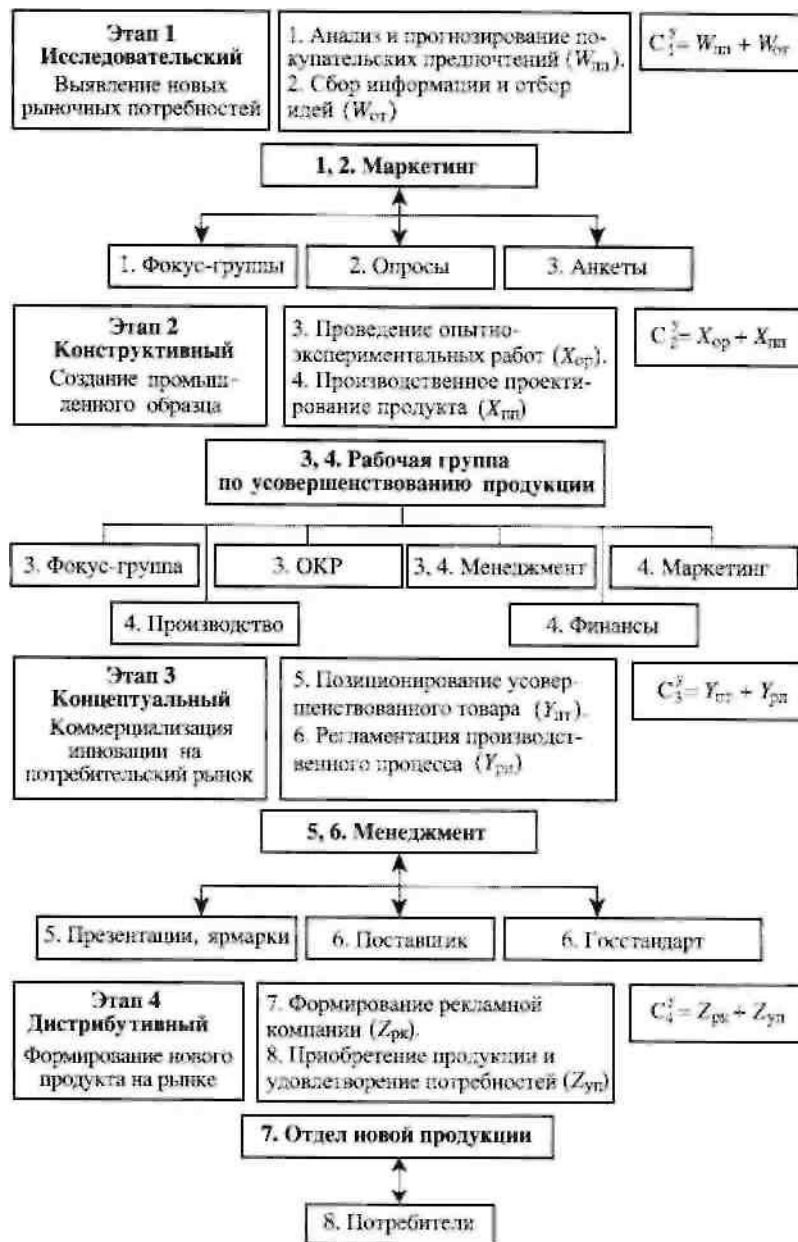 Этап 1
Исследовательский
Выявление новых
рыночных потребностей
1. Анализ и прогнозирование по-
купательских предпочтений (Wпп).
2. Сбор информации и отбор
идей (Wот)
= Wпп + Wот
1, 2. Маркетинг
1. Фокус-группы
2. Опросы
3. Анкеты
Этап 2
Конструктивный
Создание промыш-
ленного образца
3. Проведение опытно-
экспериментальных работ (Xор).
4. Производственное проекти-
рование продукта (Xпп)
= Xор + Xпп
3, 4. Рабочая группа
по усовершенствованию продукции
3. Фокус-группа
3. ОКР
3, 4. Менеджмент
4. Маркетинг
4. Производство
4. Финансы
Этап 3
Концептуальный
Коммерциализация
инновации на
потребительский рынок
5. Позиционирование усовер-
шенствованного товара (Yпт).
6. Регламентация производст-
венного процесса (Yрп)
= Yпт + Yрп
5, 6. Менеджмент
5. Презентации, ярмарки
6. Поставщик
6. Госстандарт
Этап 4
Дистрибутивный
Формирование нового
продукта на рынке
7. Формирование рекламной
компании (Zрк).
8. Приобретение продукции и
удовлетворение потребностей (Zуп)
= Zрк + Zуп
7. Отдел новой продукции
8. Потребители